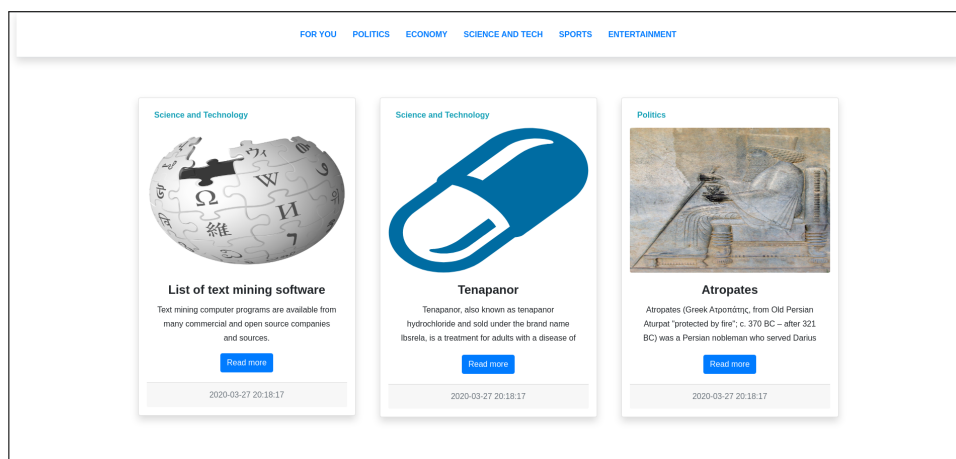 FOR YOU POLITICS ECONOMY SCIENCE AND TECH SPORTS ENTERTAINMENT
Science and Technology
Ω W И
維 ウィ
List of text mining software
Text mining computer programs are available from
many commercial and open source companies
and sources.
Read more
2020-03-27 20:18:17
Science and Technology
Tenapanor
Tenapanor, also known as tenapanor
hydrochloride and sold under the brand name
Ibsrela, is a treatment for adults with a disease of
Read more
2020-03-27 20:18:17
Politics
Atropates
Atropates (Greek Aτροπάτης, from Old Persian
Aturpat "protected by fire"; c. 370 BC – after 321
BC) was a Persian nobleman who served Darius
Read more
2020-03-27 20:18:17